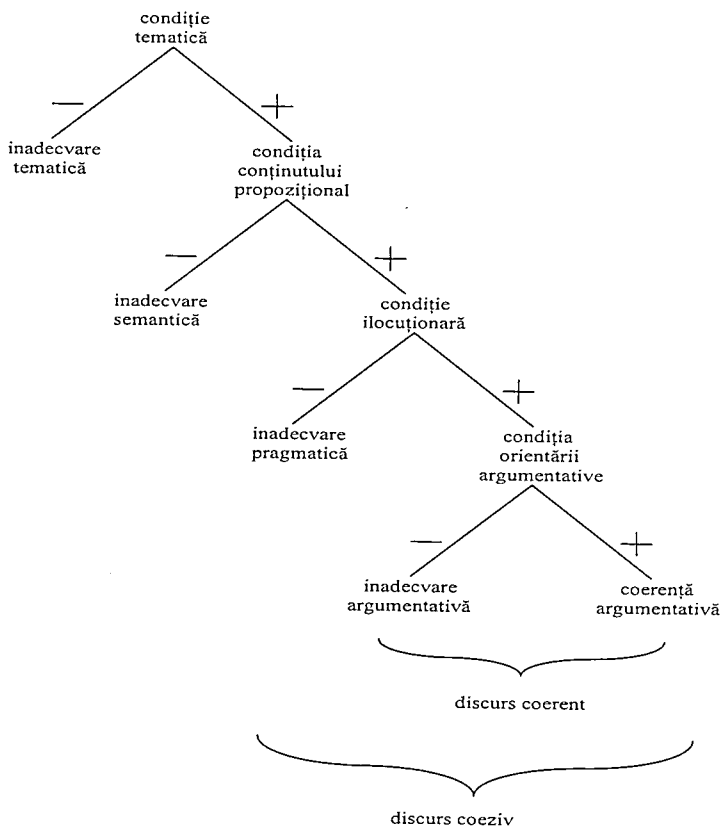 condiție
tematică
—
+
inadecvare
tematică
condiția
conținutului
propozițional
—
+
inadecvare
semantică
condiție
ilocuționară
—
+
inadecvare
pragmatică
condiția
orientării
argumentative
—
+
inadecvare
argumentativă
coerență
argumentativă
discurs coerent
discurs coeziv